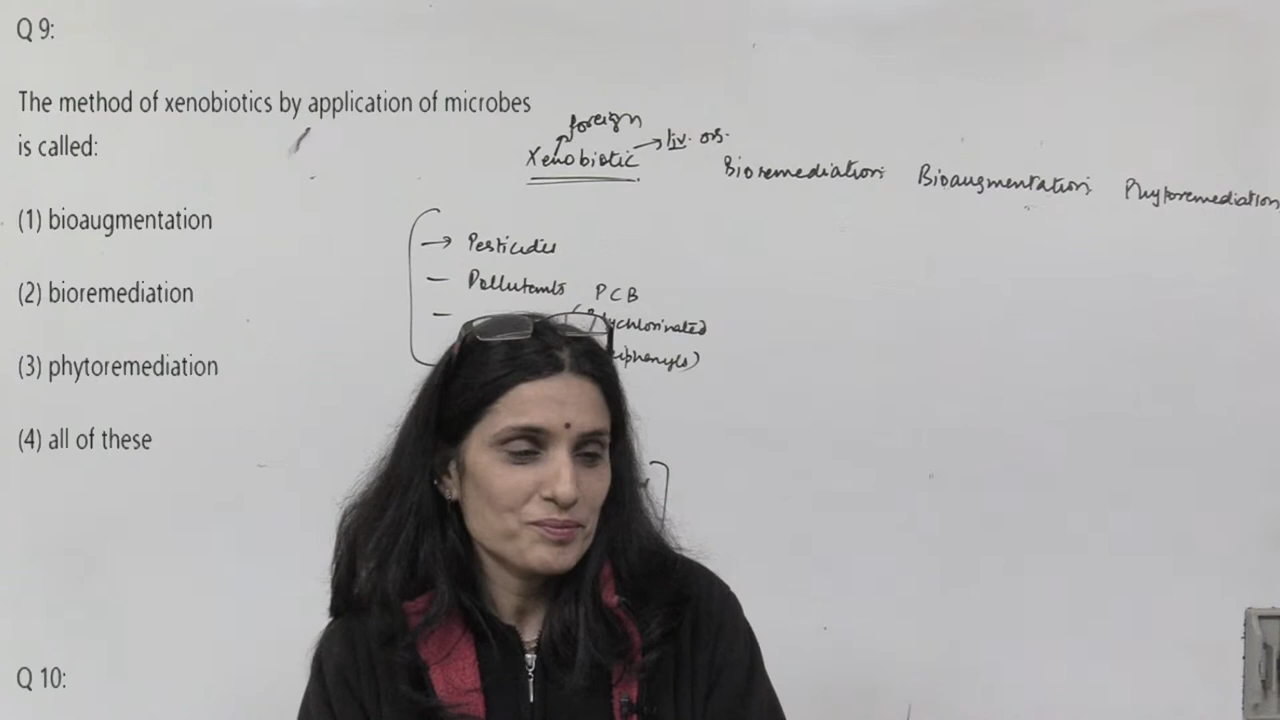 Q 9:
The method of xenobiotics by application of microbes
is called:
(1) bioaugmentation
(2) bioremediation
(3) phytoremediation
(4) all of these
Q 10:
foreign
Xenobiotic → liv. ors.
→ Pesticides
– Pollutants PCB
–
Bioremediation Bioaugmentation Phytoremediation